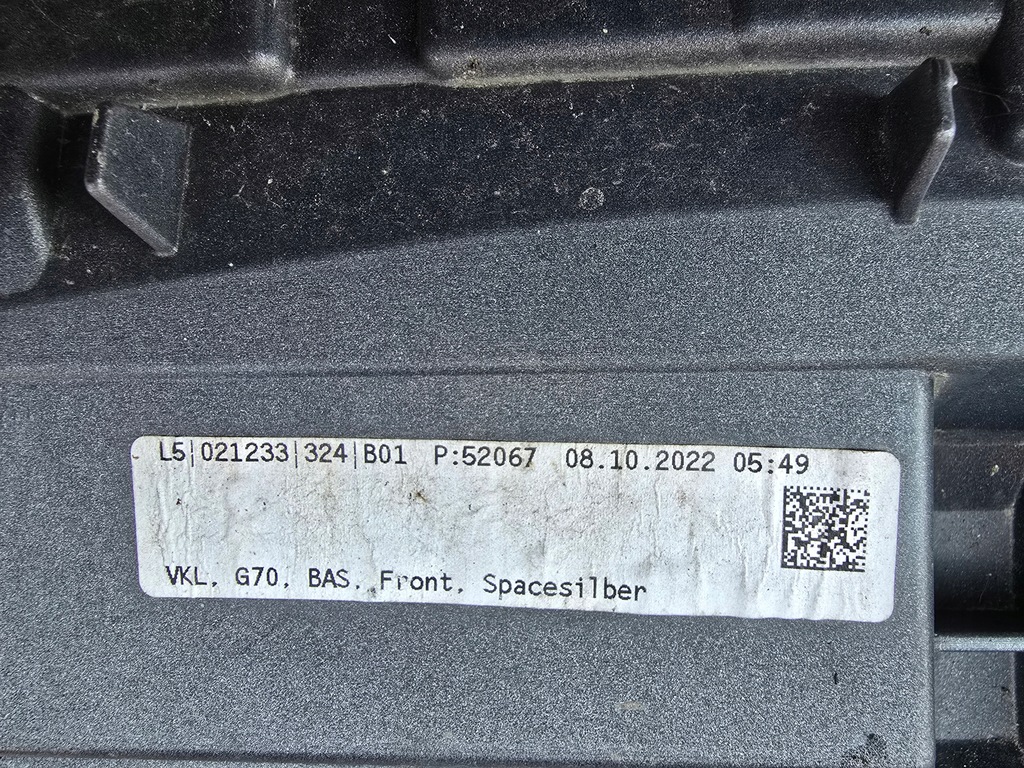 L5|021233|324|B01 P:52067 08.10.2022 05:49
VKL, G70, BAS, Front, Spacesilber